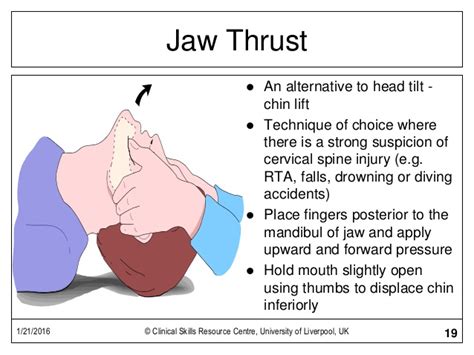 Jaw Thrust
● An alternative to head tilt -
chin lift
● Technique of choice where
there is a strong suspicion of
cervical spine injury (e.g.
RTA, falls, drowning or diving
accidents)
● Place fingers posterior to the
mandibul of jaw and apply
upward and forward pressure
● Hold mouth slightly open
using thumbs to displace chin
inferiorly
1/21/2016
© Clinical Skills Resource Centre, University of Liverpool, UK
19